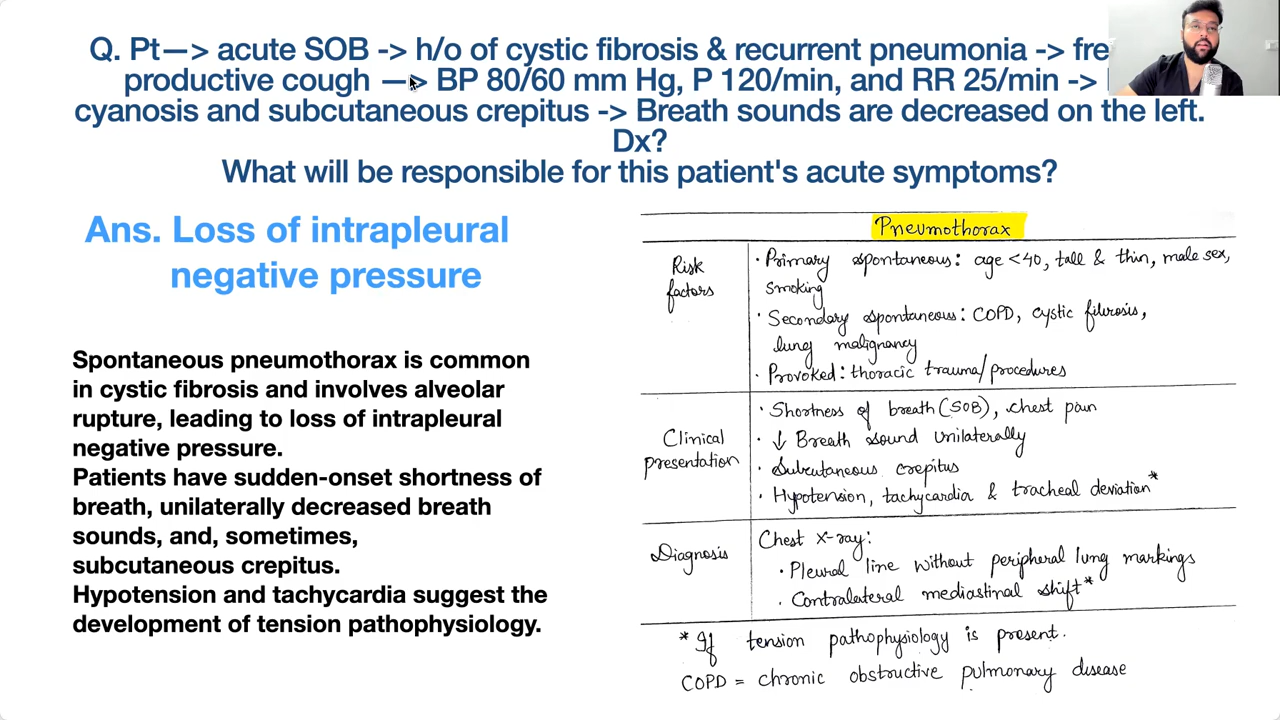 Q. Pt—> acute SOB -> h/o of cystic fibrosis & recurrent pneumonia ->
productive cough —> BP 80/60 mm Hg, P 120/min, and RR 25/min ->
cyanosis and subcutaneous crepitus -> Breath sounds are decreased on the left.
Dx?
What will be responsible for this patient's acute symptoms?
Ans. Loss of intrapleural
negative pressure
Spontaneous pneumothorax is common
in cystic fibrosis and involves alveolar
rupture, leading to loss of intrapleural
negative pressure.
Patients have sudden-onset shortness of
breath, unilaterally decreased breath
sounds, and, sometimes,
subcutaneous crepitus.
Hypotension and tachycardia suggest the
development of tension pathophysiology.
Pneumothorax
Risk
factors
· Primary spontaneous: age <40, tall & thin, male sex,
smoking
· Secondary spontaneous: COPD, cystic fibrosis,
lung malignancy
· Provoked: thoracic trauma/procedures
Clinical
presentation
· Shortness of breath (SOB), chest pain
· ↓ Breath sound unilaterally
· Subcutaneous crepitus
· Hypotension, tachycardia & tracheal deviation*
Diagnosis
Chest X-ray:
· Pleural line without peripheral lung markings
· Contralateral mediastinal shift*
* If tension pathophysiology is present.
COPD = chronic obstructive pulmonary disease